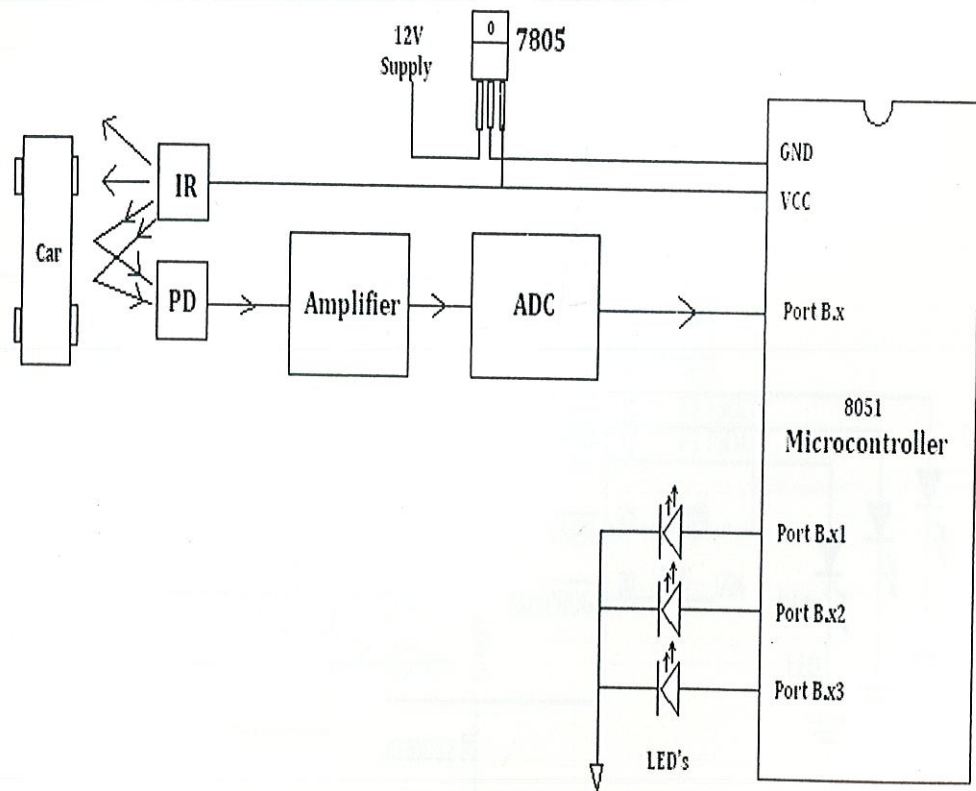 12V
Supply
0
7805
GND
VCC
IR
Car
PD
Amplifier
ADC
Port B.x
8051
Microcontroller
Port B.x1
Port B.x2
Port B.x3
LED's